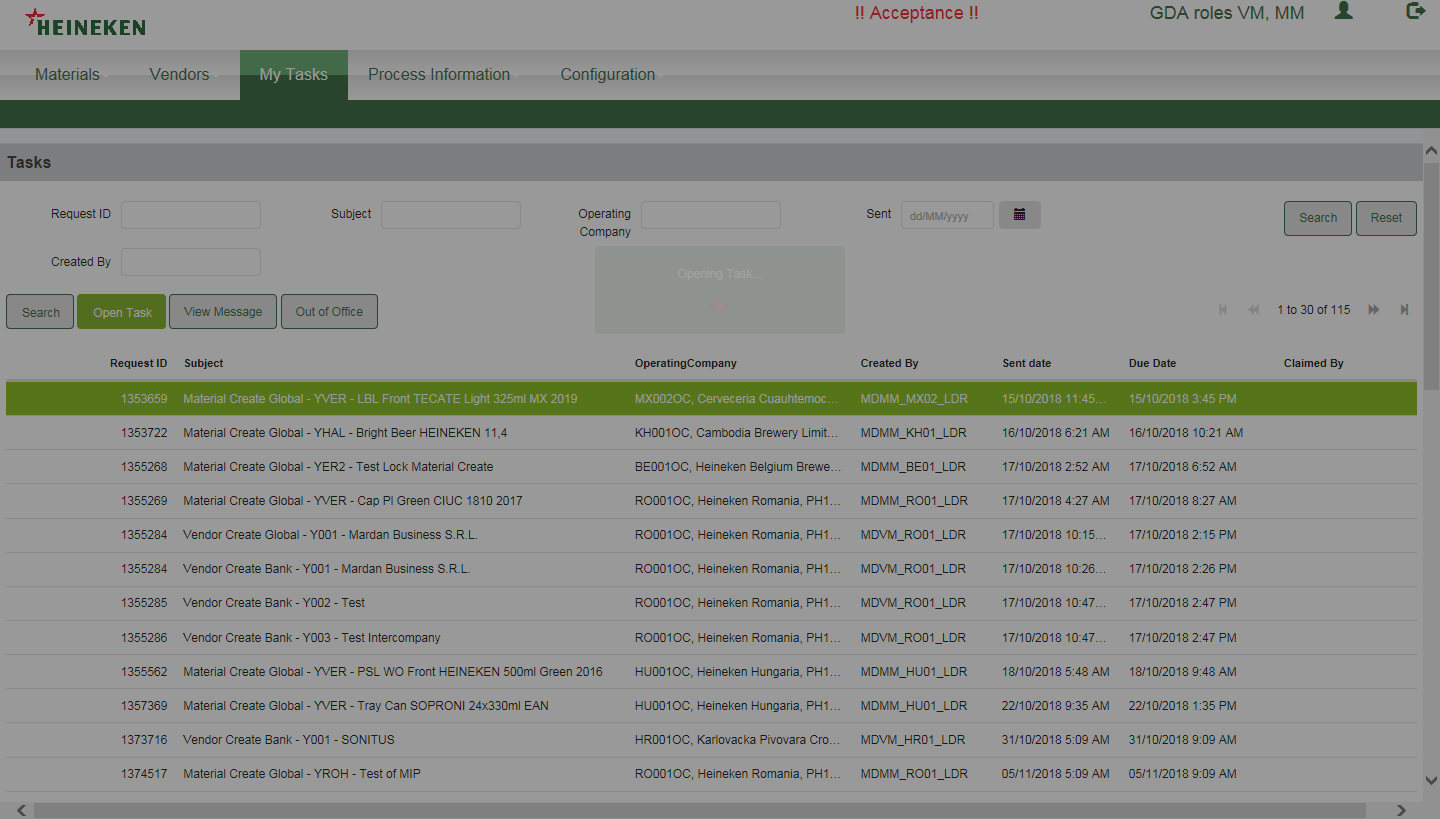 HEINEKEN
!! Acceptance !!
GDA roles VM, MM
Materials Vendors My Tasks Process Information Configuration
Tasks
Request ID Subject Operating Company Sent dd/MM/yyyy Search Reset
Created By
Opening Task...
Search Open Task View Message Out of Office 1 to 30 of 115
Request ID Subject OperatingCompany Created By Sent date Due Date Claimed By
1353659 Material Create Global - YVER - LBL Front TECATE Light 325ml MX 2019 MX002OC, Cerveceria Cuauhtemoc... MDMM_MX02_LDR 15/10/2018 11:45... 15/10/2018 3:45 PM
1353722 Material Create Global - YHAL - Bright Beer HEINEKEN 11,4 KH001OC, Cambodia Brewery Limit... MDMM_KH01_LDR 16/10/2018 6:21 AM 16/10/2018 10:21 AM
1355268 Material Create Global - YER2 - Test Lock Material Create BE001OC, Heineken Belgium Brewe... MDMM_BE01_LDR 17/10/2018 2:52 AM 17/10/2018 6:52 AM
1355269 Material Create Global - YVER - Cap Pl Green CIUC 1810 2017 RO001OC, Heineken Romania, PH1... MDMM_RO01_LDR 17/10/2018 4:27 AM 17/10/2018 8:27 AM
1355284 Vendor Create Global - Y001 - Mardan Business S.R.L. RO001OC, Heineken Romania, PH1... MDVM_RO01_LDR 17/10/2018 10:15... 17/10/2018 2:15 PM
1355284 Vendor Create Bank - Y001 - Mardan Business S.R.L. RO001OC, Heineken Romania, PH1... MDVM_RO01_LDR 17/10/2018 10:26... 17/10/2018 2:26 PM
1355285 Vendor Create Bank - Y002 - Test RO001OC, Heineken Romania, PH1... MDVM_RO01_LDR 17/10/2018 10:47... 17/10/2018 2:47 PM
1355286 Vendor Create Bank - Y003 - Test Intercompany RO001OC, Heineken Romania, PH1... MDVM_RO01_LDR 17/10/2018 10:47... 17/10/2018 2:47 PM
1355562 Material Create Global - YVER - PSL WO Front HEINEKEN 500ml Green 2016 HU001OC, Heineken Hungaria, PH1... MDMM_HU01_LDR 18/10/2018 5:48 AM 18/10/2018 9:48 AM
1357369 Material Create Global - YVER - Tray Can SOPRONI 24x330ml EAN HU001OC, Heineken Hungaria, PH1... MDMM_HU01_LDR 22/10/2018 9:35 AM 22/10/2018 1:35 PM
1373716 Vendor Create Bank - Y001 - SONITUS HR001OC, Karlovacka Pivovara Cro... MDVM_HR01_LDR 31/10/2018 5:09 AM 31/10/2018 9:09 AM
1374517 Material Create Global - YROH - Test of MIP RO001OC, Heineken Romania, PH1... MDMM_RO01_LDR 05/11/2018 5:09 AM 05/11/2018 9:09 AM